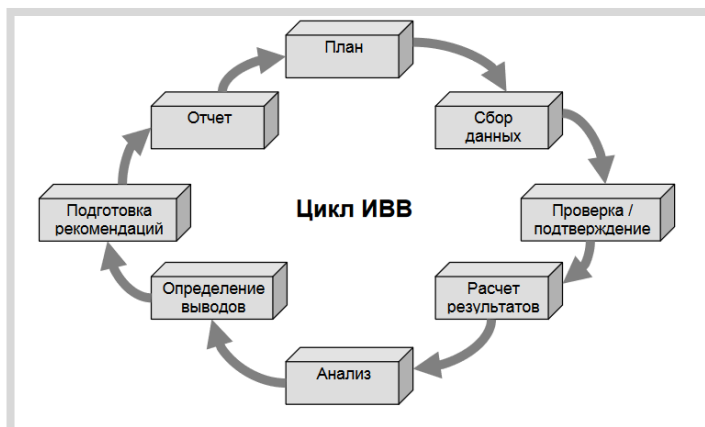 План
Сбор
данных
Проверка /
подтверждение
Расчет
результатов
Анализ
Определение
выводов
Подготовка
рекомендаций
Отчет
Цикл ИВВ